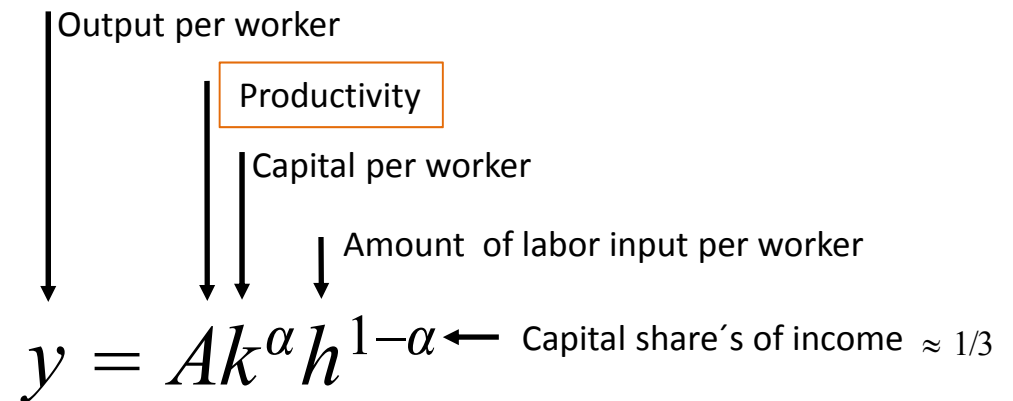 Output per worker
Productivity
Capital per worker
Amount of labor input per worker
y = Ak^α h^{1−α} Capital share´s of income ≈ 1/3